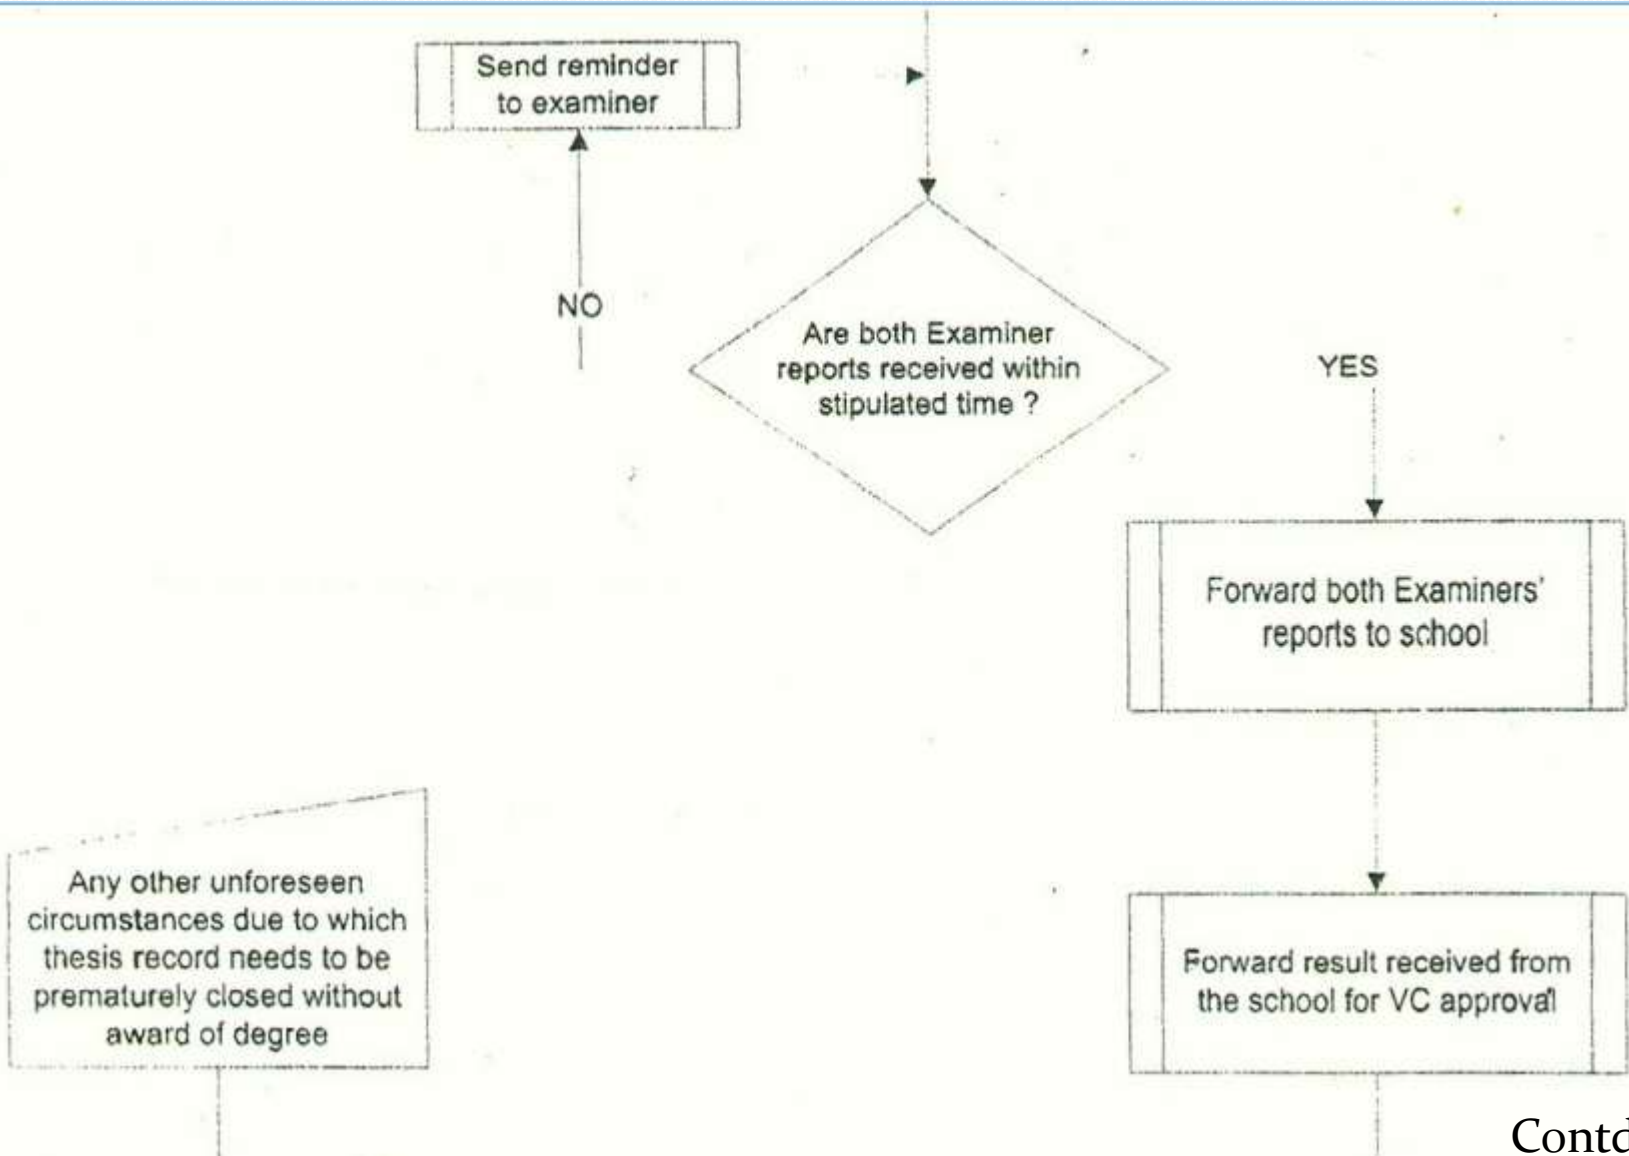 Send reminder
to examiner
NO
Are both Examiner
reports received within
stipulated time ?
YES
Forward both Examiners'
reports to school
Any other unforeseen
circumstances due to which
thesis record needs to be
prematurely closed without
award of degree
Forward result received from
the school for VC approval
Contd